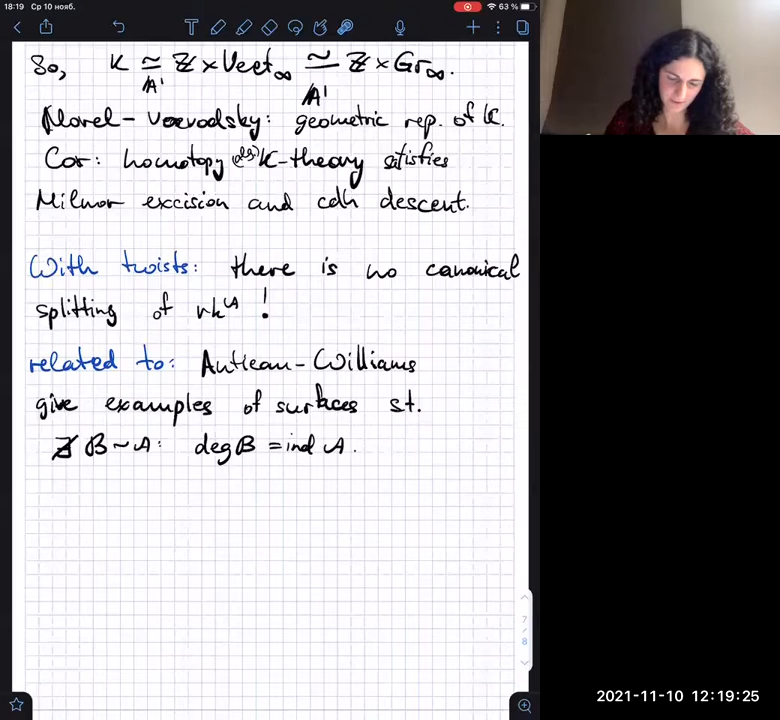 18:19 Ср 10 нояб.
63 %
So, K ≃ Z × Vect∞ ≃ Z × Gr∞.
A¹ A¹
Morel - Voevodsky: geometric rep. of K.
Cor: homotopy (alg) K-theory satisfies
Milnor excision and cdh descent.
With twists: there is no canonical
splitting of rk^A !
related to: Antieau - Williams
give examples of surfaces s.t.
∄ B ~ A: deg B = ind A.
7
/
8
2021-11-10 12:19:25